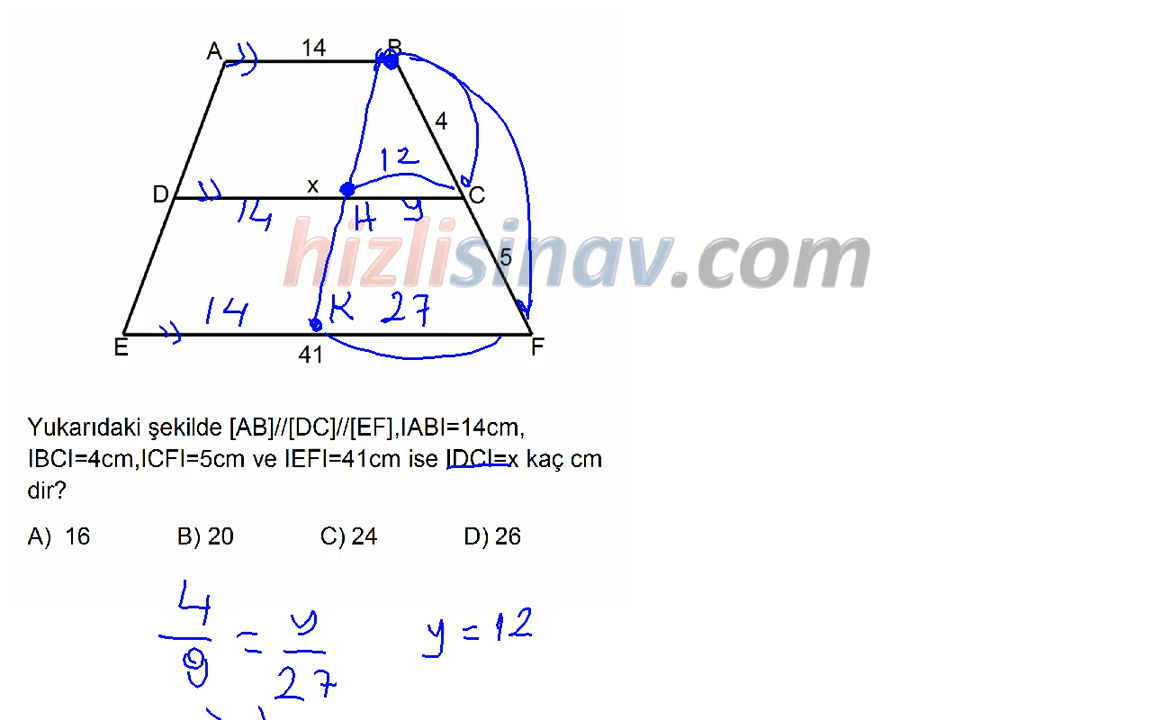 A 14 B
4
12
D x C
14 H y
hizlisinav.com
5
14 K 27
E 41 F
Yukarıdaki şekilde [AB]//[DC]//[EF],IABI=14cm,
IBCI=4cm,ICFI=5cm ve IEFI=41cm ise IDCI=x kaç cm
dir?
A) 16 B) 20 C) 24 D) 26
4/9 = y/27 y = 12